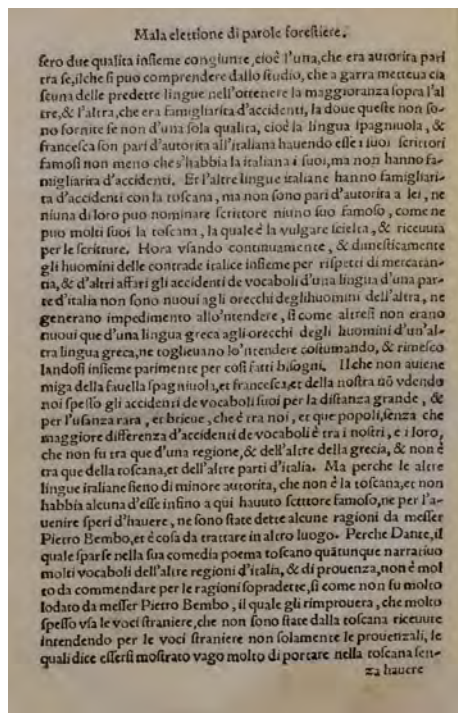 Mala elettione di parole forestiere.
sero due qualita insieme congiunte, cioè l'una, che era autorita pari
tra se, ilche si puo comprendere dallo studio, che a garra metteua cia
scuna delle predette lingue nell'ottenere la maggioranza sopra l'al
tre, & l'altra, che era famigliarita d'accidenti, la doue queste non so-
no fornite se non d'una sola qualita, cioè la lingua spagniuola, &
francesca son pari d'autorita all'italiana hauendo esse i suoi scrittori
famosi non meno che s'habbia la italiana i suoi, ma non hanno fa-
migliarita d'accidenti. Et l'altre lingue italiane hanno famigliari-
ta d'accidenti con la toscana, ma non sono pari d'autorita a lei, ne
niuna di loro puo nominare scrittore niuno suo famoso, come ne
puo molti suoi la toscana, la quale è la vulgare scielta, & riceuuta
per le scritture. Hora vsando continuamente, & dimesticamente
gli huomini delle contrade italice insieme per rispetti di mercatan-
tia, & d'altri affari gli accidenti de vocaboli d'una lingua d'una par-
te d'italia non sono nuoui agli orecchi deglihuomini dell'altra, ne
generano impedimento allo'ntendere, si come altresi non erano
nuoui que d'una lingua greca agli orecchi degli huomini d'un'al-
tra lingua greca, ne toglieuano lo'ntendere costumando, & rimesco
landosi insieme parimente per cosi fatti bisogni. Ilche non auiene
miga della fauella spagniuola, et francesca, et della nostra nō vdendo
noi spesso gli accidenti de vocaboli suoi per la distanza grande, &
per l'usanza rara, et brieue, che è tra noi, et que popoli, senza che
maggiore differenza d'accidenti de vocaboli è tra i nostri, e i loro,
che non fu tra que d'una regione, & dell'altre della grecia, & non è
tra que della toscana, et dell'altre parti d'italia. Ma perche le altre
lingue italiane sieno di minore autorita, che non è la toscana, et non
habbia alcuna d'esse infino a qui hauuto scrttore famoso, ne per l'a-
uenire speri d'hauere, ne sono state dette alcune ragioni da messer
Pietro Bembo, et è cosa da trattare in altro luogo. Perche Dante, il
quale sparse nella sua comedia poema toscano quātunque narratiuo
molti vocaboli dell'altre regioni d'italia, & di prouenza, non è mol
to da commendare per le ragioni sopradette, si come non fu molto
lodato da messer Pietro Bembo, il quale gli rimprouera, che molto
spesso vsa le voci straniere, che non sono state dalla toscana riceuute
intendendo per le voci straniere non solamente le prouenzali, le
quali dice essersi mostrato vago molto di portare nella toscana sen-
za hauere